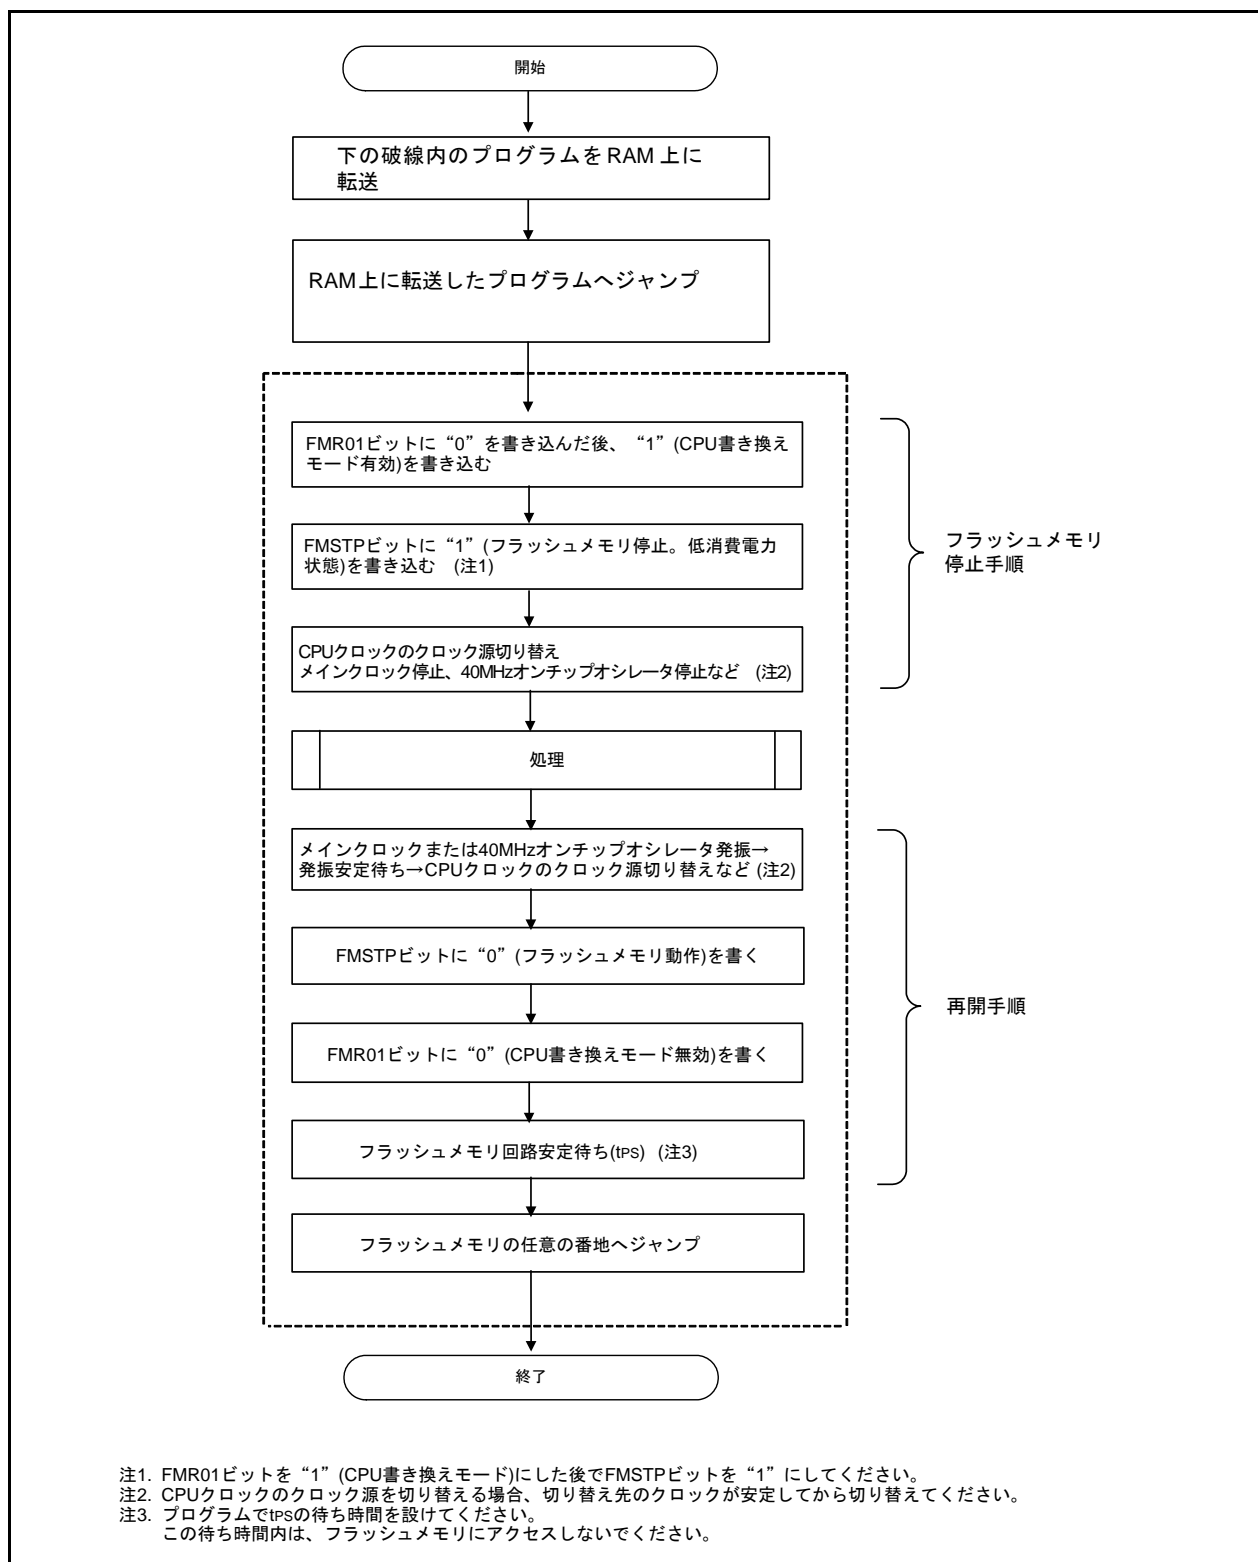 開始
下の破線内のプログラムをRAM上に
転送
RAM上に転送したプログラムへジャンプ
FMR01ビットに“0”を書き込んだ後、“1”(CPU書き換え
モード有効)を書き込む
FMSTPビットに“1”(フラッシュメモリ停止。低消費電力
状態)を書き込む (注1)
CPUクロックのクロック源切り替え
メインクロック停止、40MHzオンチップオシレータ停止など (注2)
フラッシュメモリ
停止手順
処理
メインクロックまたは40MHzオンチップオシレータ発振→
発振安定待ち→CPUクロックのクロック源切り替えなど (注2)
FMSTPビットに“0”(フラッシュメモリ動作)を書く
FMR01ビットに“0”(CPU書き換えモード無効)を書く
フラッシュメモリ回路安定待ち(tPS) (注3)
再開手順
フラッシュメモリの任意の番地へジャンプ
終了
注1. FMR01ビットを“1”(CPU書き換えモード)にした後でFMSTPビットを“1”にしてください。
注2. CPUクロックのクロック源を切り替える場合、切り替え先のクロックが安定してから切り替えてください。
注3. プログラムでtPSの待ち時間を設けてください。
この待ち時間内は、フラッシュメモリにアクセスしないでください。